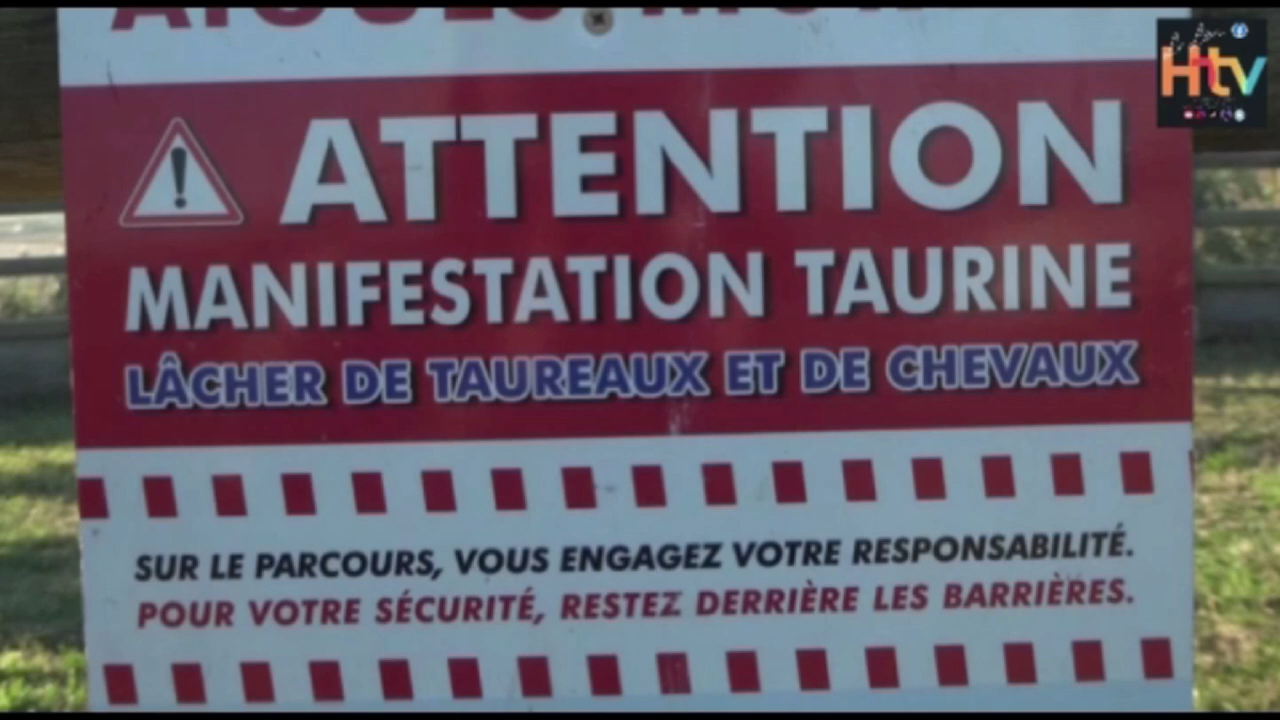 ATTENTION
MANIFESTATION TAURINE
LÂCHER DE TAUREAUX ET DE CHEVAUX
SUR LE PARCOURS, VOUS ENGAGEZ VOTRE RESPONSABILITÉ.
POUR VOTRE SÉCURITÉ, RESTEZ DERRIÈRE LES BARRIÈRES.
Httv